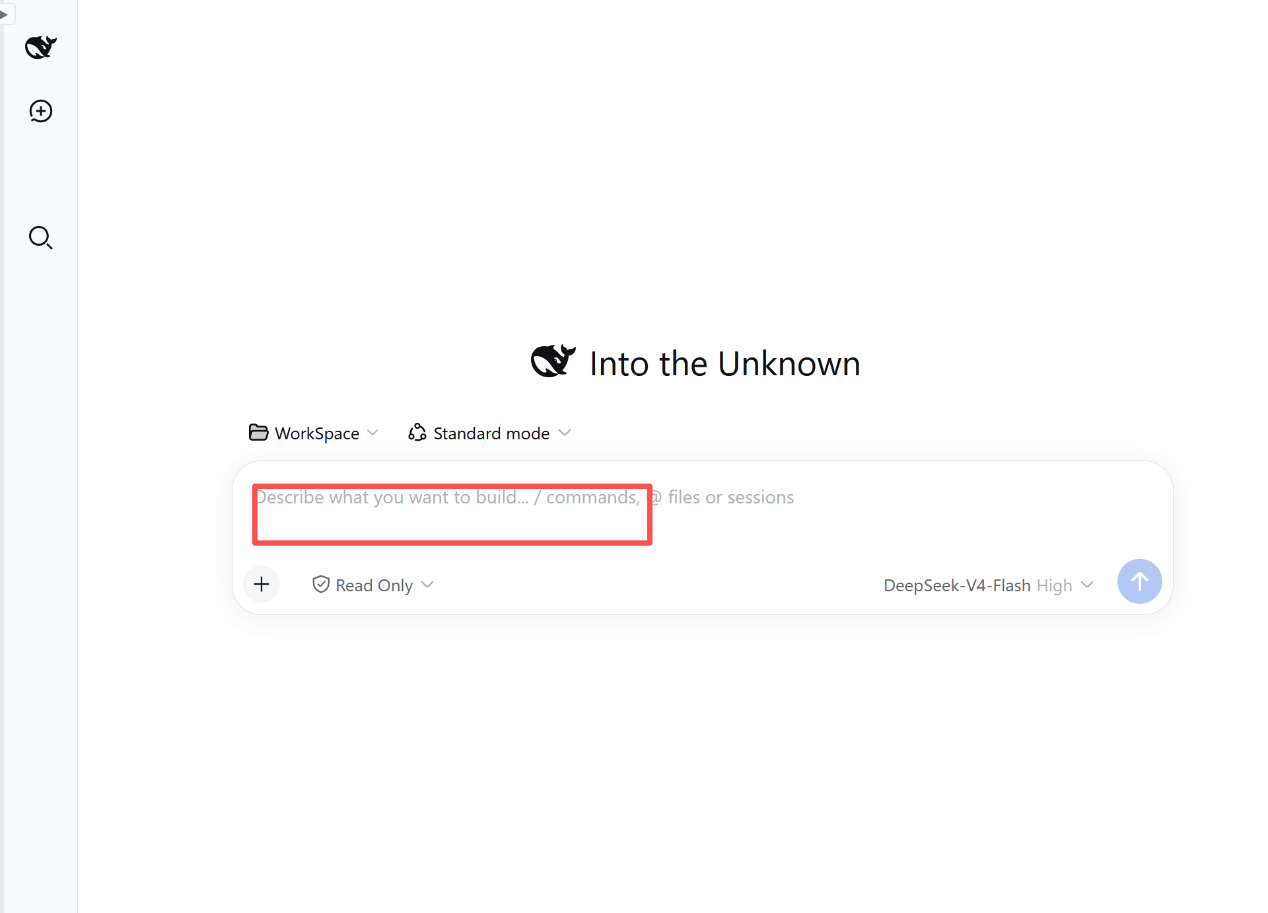 Into the Unknown
WorkSpace Standard mode
Describe what you want to build... / commands, @ files or sessions
Read Only DeepSeek-V4-Flash High